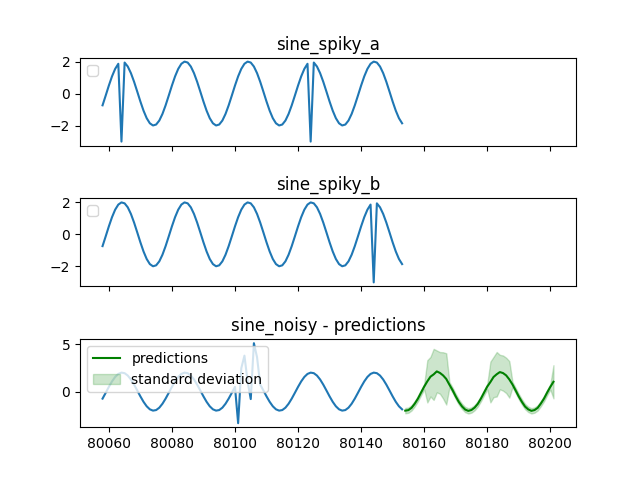 sine_spiky_a
2
0
−2
sine_spiky_b
2
0
−2
sine_noisy - predictions
5
0
predictions
standard deviation
80060 80080 80100 80120 80140 80160 80180 80200